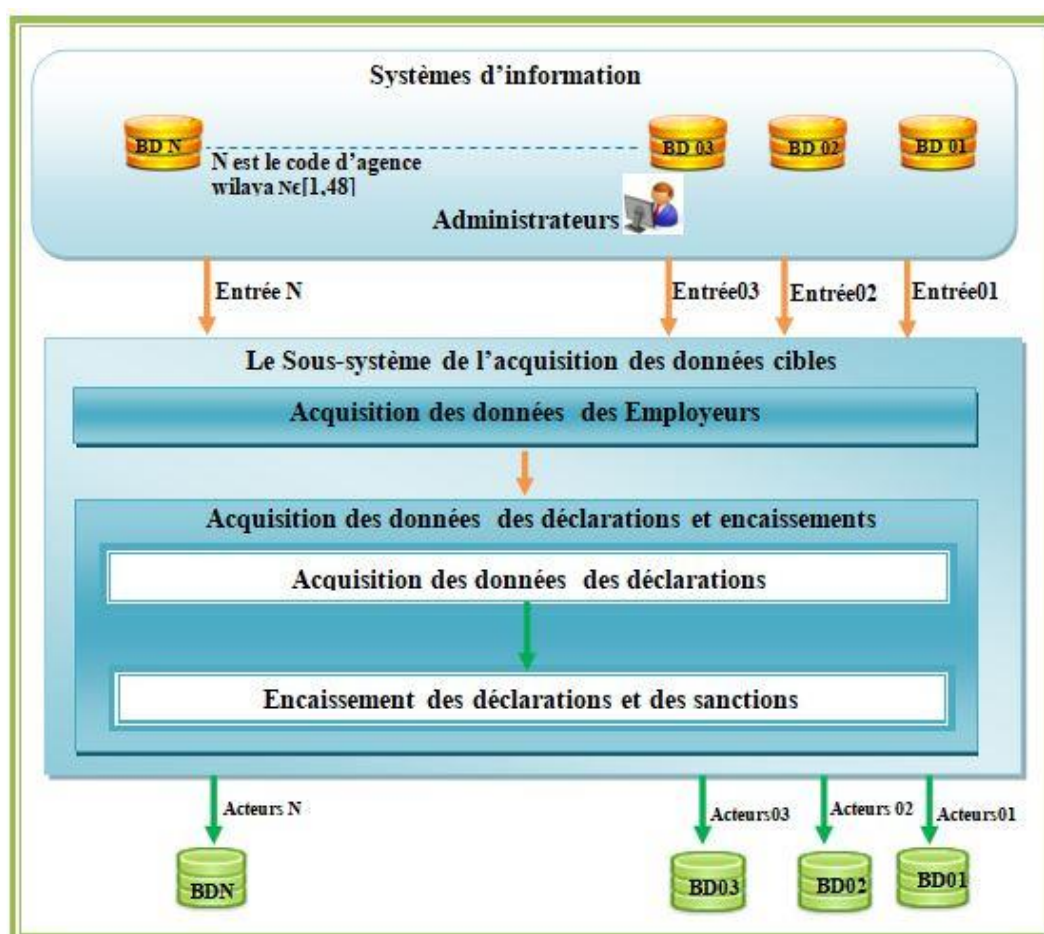 Systèmes d'information
BD N
BD 03
BD 02
BD 01
N est le code d'agence
wilava Nϵ[1,48]
Administrateurs
Entrée N
Entrée03
Entrée02
Entrée01
Le Sous-système de l'acquisition des données cibles
Acquisition des données des Employeurs
Acquisition des données des déclarations et encaissements
Acquisition des données des déclarations
Encaissement des déclarations et des sanctions
Acteurs N
Acteurs03
Acteurs 02
Acteurs01
BDN
BD03
BD02
BD01